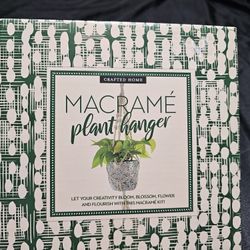 CRAFTED HOME
MACRAMÉ
plant hanger
LET YOUR CREATIVITY BLOOM, BLOSSOM, FLOWER
AND FLOURISH WITH THIS MACRAMÉ KIT!